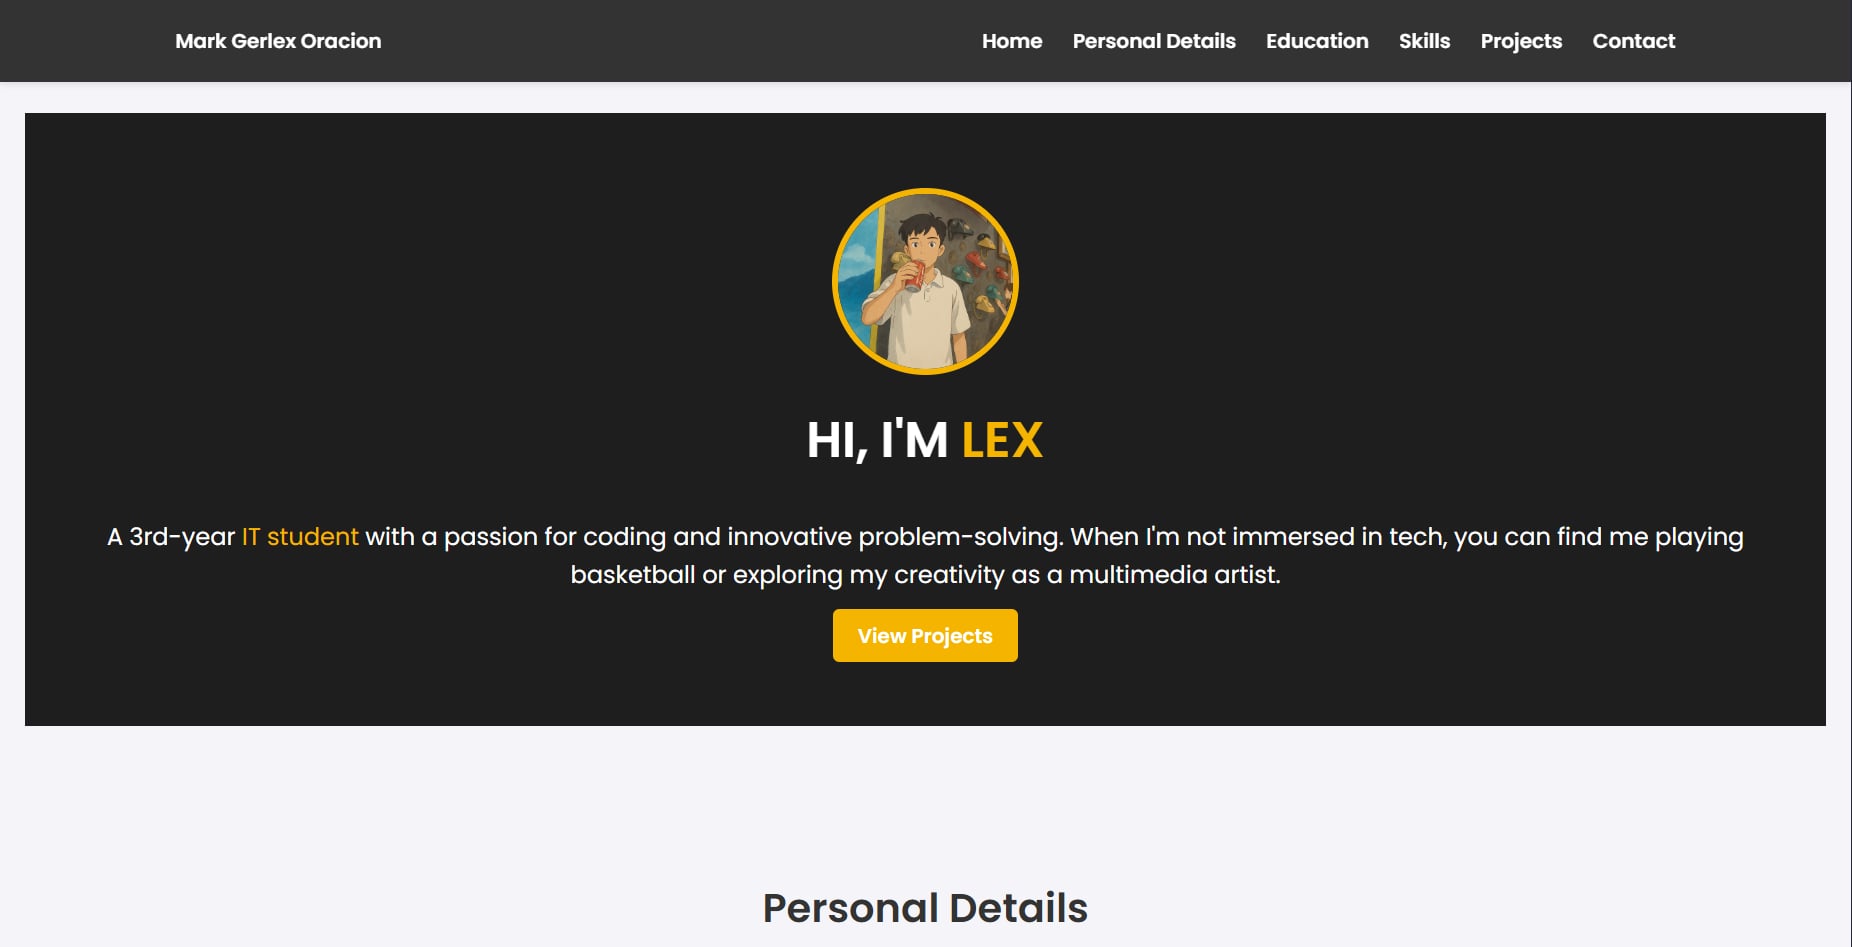 Mark Gerlex Oracion
Home Personal Details Education Skills Projects Contact
HI, I'M LEX
A 3rd-year IT student with a passion for coding and innovative problem-solving. When I'm not immersed in tech, you can find me playing
basketball or exploring my creativity as a multimedia artist.
View Projects
Personal Details